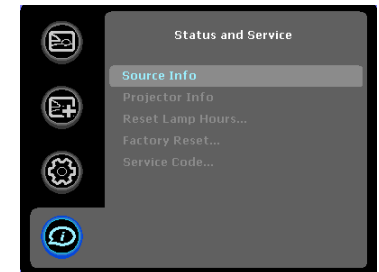 Status and Service
Source Info
Projector Info
Reset Lamp Hours...
Factory Reset...
Service Code...